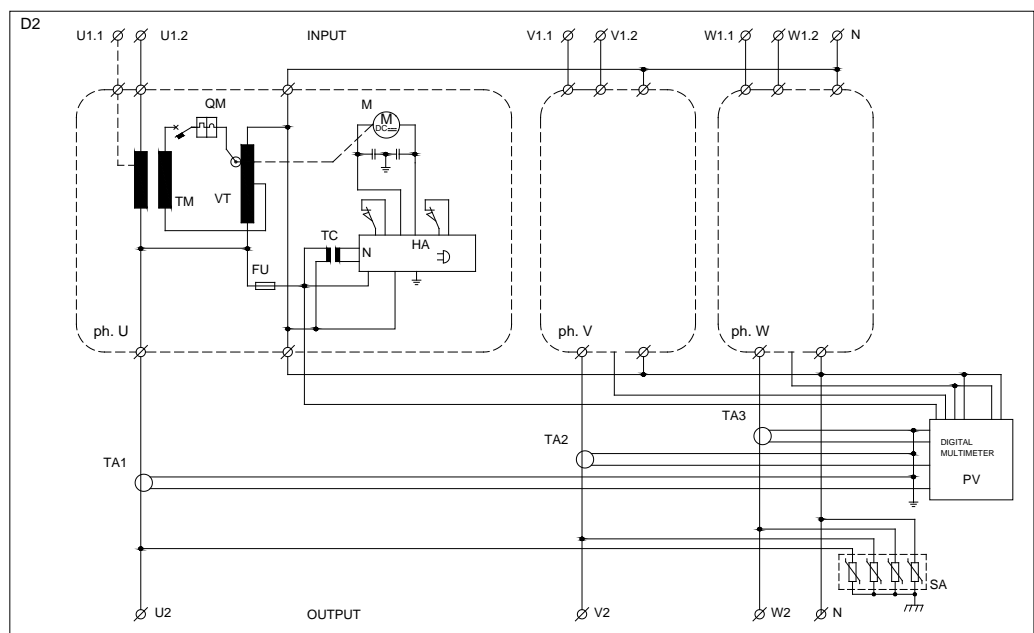 D2
U1.1 U1.2 INPUT V1.1 V1.2 W1.1 W1.2 N
QM M
M
DC
TM VT
TC N HA
FU
ph. U ph. V ph. W
TA3
TA2
DIGITAL
MULTIMETER
TA1
PV
SA
U2 OUTPUT V2 W2 N